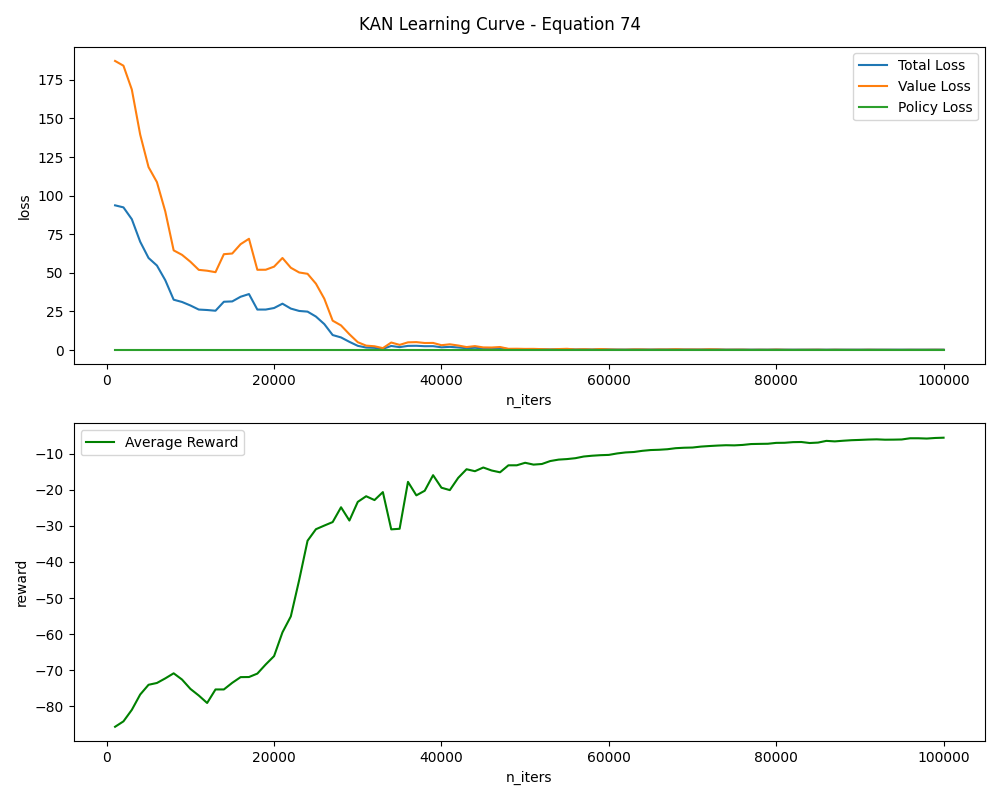 KAN Learning Curve - Equation 74
175
150
125
100
75
50
25
0
loss
Total Loss
Value Loss
Policy Loss
0 20000 40000 60000 80000 100000
n_iters
Average Reward
−10
−20
−30
−40
−50
−60
−70
−80
reward
0 20000 40000 60000 80000 100000
n_iters